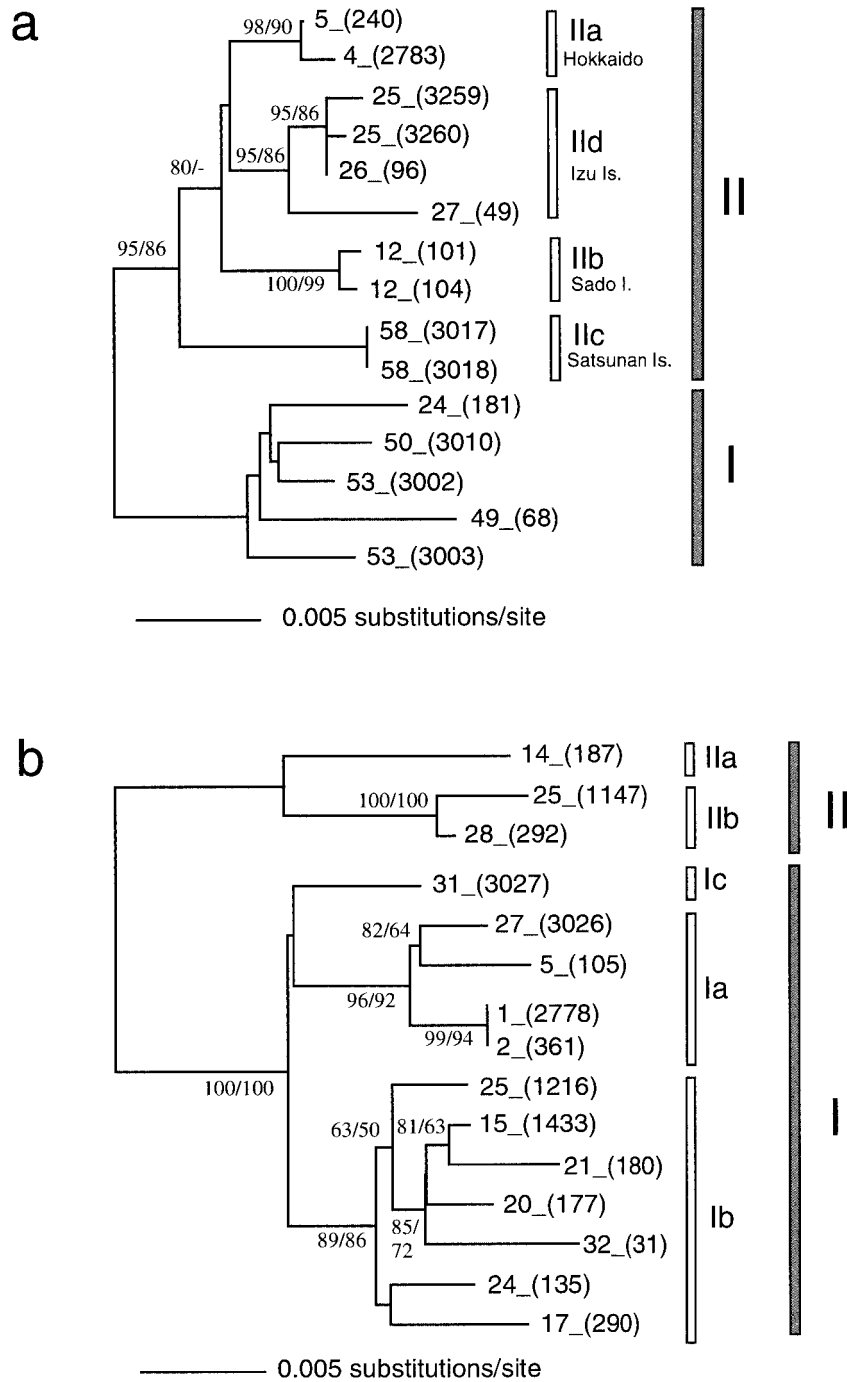 a
98/90
5_(240)
4_(2783)
IIa
Hokkaido
95/86
25_(3259)
25_(3260)
26_(96)
95/86
27_(49)
IId
Izu Is.
80/-
12_(101)
100/99
12_(104)
IIb
Sado I.
95/86
58_(3017)
58_(3018)
IIc
Satsunan Is.
II
24_(181)
50_(3010)
53_(3002)
49_(68)
53_(3003)
I
0.005 substitutions/site
b
14_(187)
IIa
100/100
25_(1147)
28_(292)
IIb
II
31_(3027)
Ic
82/64
27_(3026)
5_(105)
96/92
1_(2778)
99/94
2_(361)
Ia
100/100
25_(1216)
63/50
81/63
15_(1433)
21_(180)
20_(177)
85/
72
32_(31)
89/86
24_(135)
17_(290)
Ib
I
0.005 substitutions/site